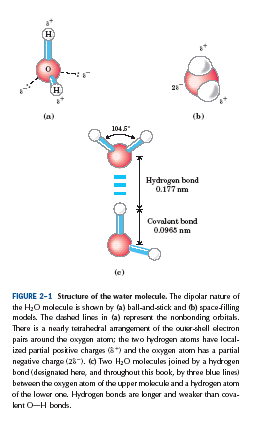 δ+
H
O
δ−
δ−
H
δ+
(a)
δ+
2δ−
δ+
(b)
104.5°
Hydrogen bond
0.177 nm
Covalent bond
0.0965 nm
(c)
FIGURE 2–1 Structure of the water molecule. The dipolar nature of
the H₂O molecule is shown by (a) ball-and-stick and (b) space-filling
models. The dashed lines in (a) represent the nonbonding orbitals.
There is a nearly tetrahedral arrangement of the outer-shell electron
pairs around the oxygen atom; the two hydrogen atoms have local-
ized partial positive charges (δ+) and the oxygen atom has a partial
negative charge (2δ−). (c) Two H₂O molecules joined by a hydrogen
bond (designated here, and throughout this book, by three blue lines)
between the oxygen atom of the upper molecule and a hydrogen atom
of the lower one. Hydrogen bonds are longer and weaker than cova-
lent O—H bonds.